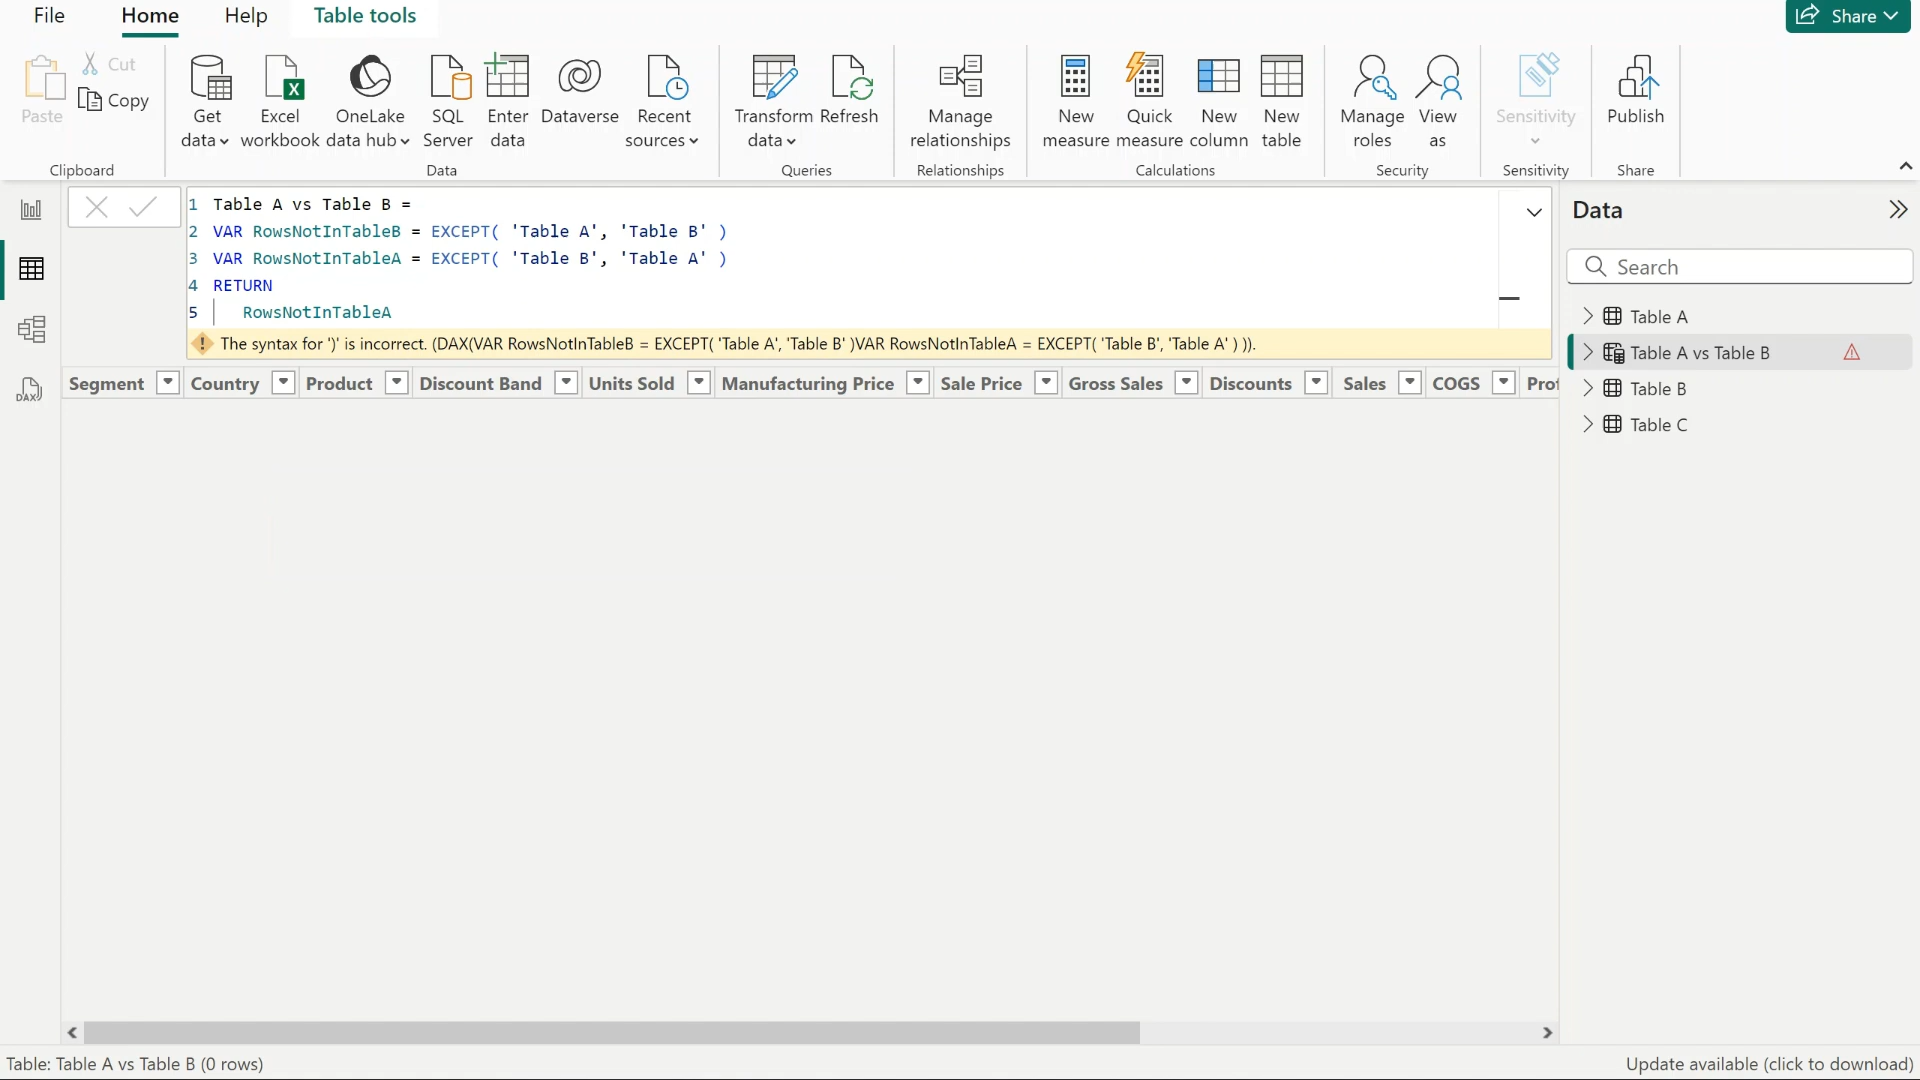 File Home Help Table tools Share
Paste Cut Copy
Get data Excel workbook OneLake data hub SQL Server Enter data Dataverse Recent sources Transform data Refresh Manage relationships New measure Quick measure New column New table Manage roles View as Sensitivity Publish
Clipboard Data Queries Relationships Calculations Security Sensitivity Share
1 Table A vs Table B =
2 VAR RowsNotInTableB = EXCEPT( 'Table A', 'Table B' )
3 VAR RowsNotInTableA = EXCEPT( 'Table B', 'Table A' )
4 RETURN
5 RowsNotInTableA
The syntax for ')' is incorrect. (DAX(VAR RowsNotInTableB = EXCEPT( 'Table A', 'Table B' )VAR RowsNotInTableA = EXCEPT( 'Table B', 'Table A' ) )).
Segment Country Product Discount Band Units Sold Manufacturing Price Sale Price Gross Sales Discounts Sales COGS Prof
DAX
Data
Search
Table A
Table A vs Table B
Table B
Table C
Table: Table A vs Table B (0 rows) Update available (click to download)